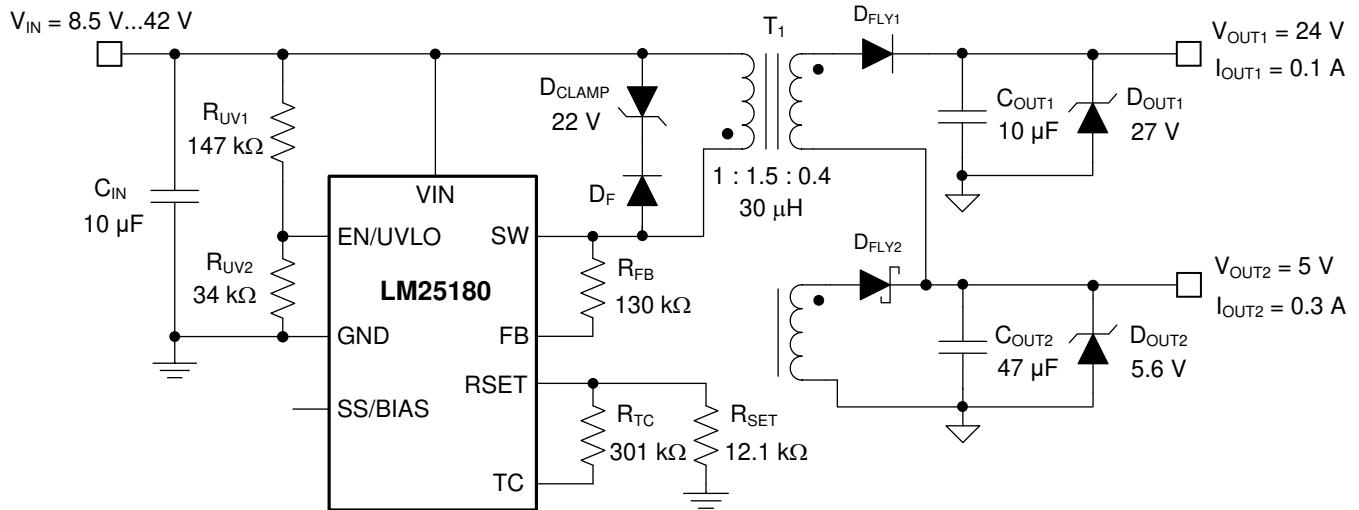 V_IN = 8.5 V...42 V
T_1
D_FLY1
V_OUT1 = 24 V
I_OUT1 = 0.1 A
R_UV1
147 kΩ
D_CLAMP
22 V
C_OUT1
10 µF
D_OUT1
27 V
C_IN
10 µF
D_F
1 : 1.5 : 0.4
30 µH
VIN
EN/UVLO
SW
R_UV2
34 kΩ
LM25180
R_FB
130 kΩ
D_FLY2
V_OUT2 = 5 V
I_OUT2 = 0.3 A
GND
FB
C_OUT2
47 µF
D_OUT2
5.6 V
RSET
SS/BIAS
R_TC
301 kΩ
R_SET
12.1 kΩ
TC